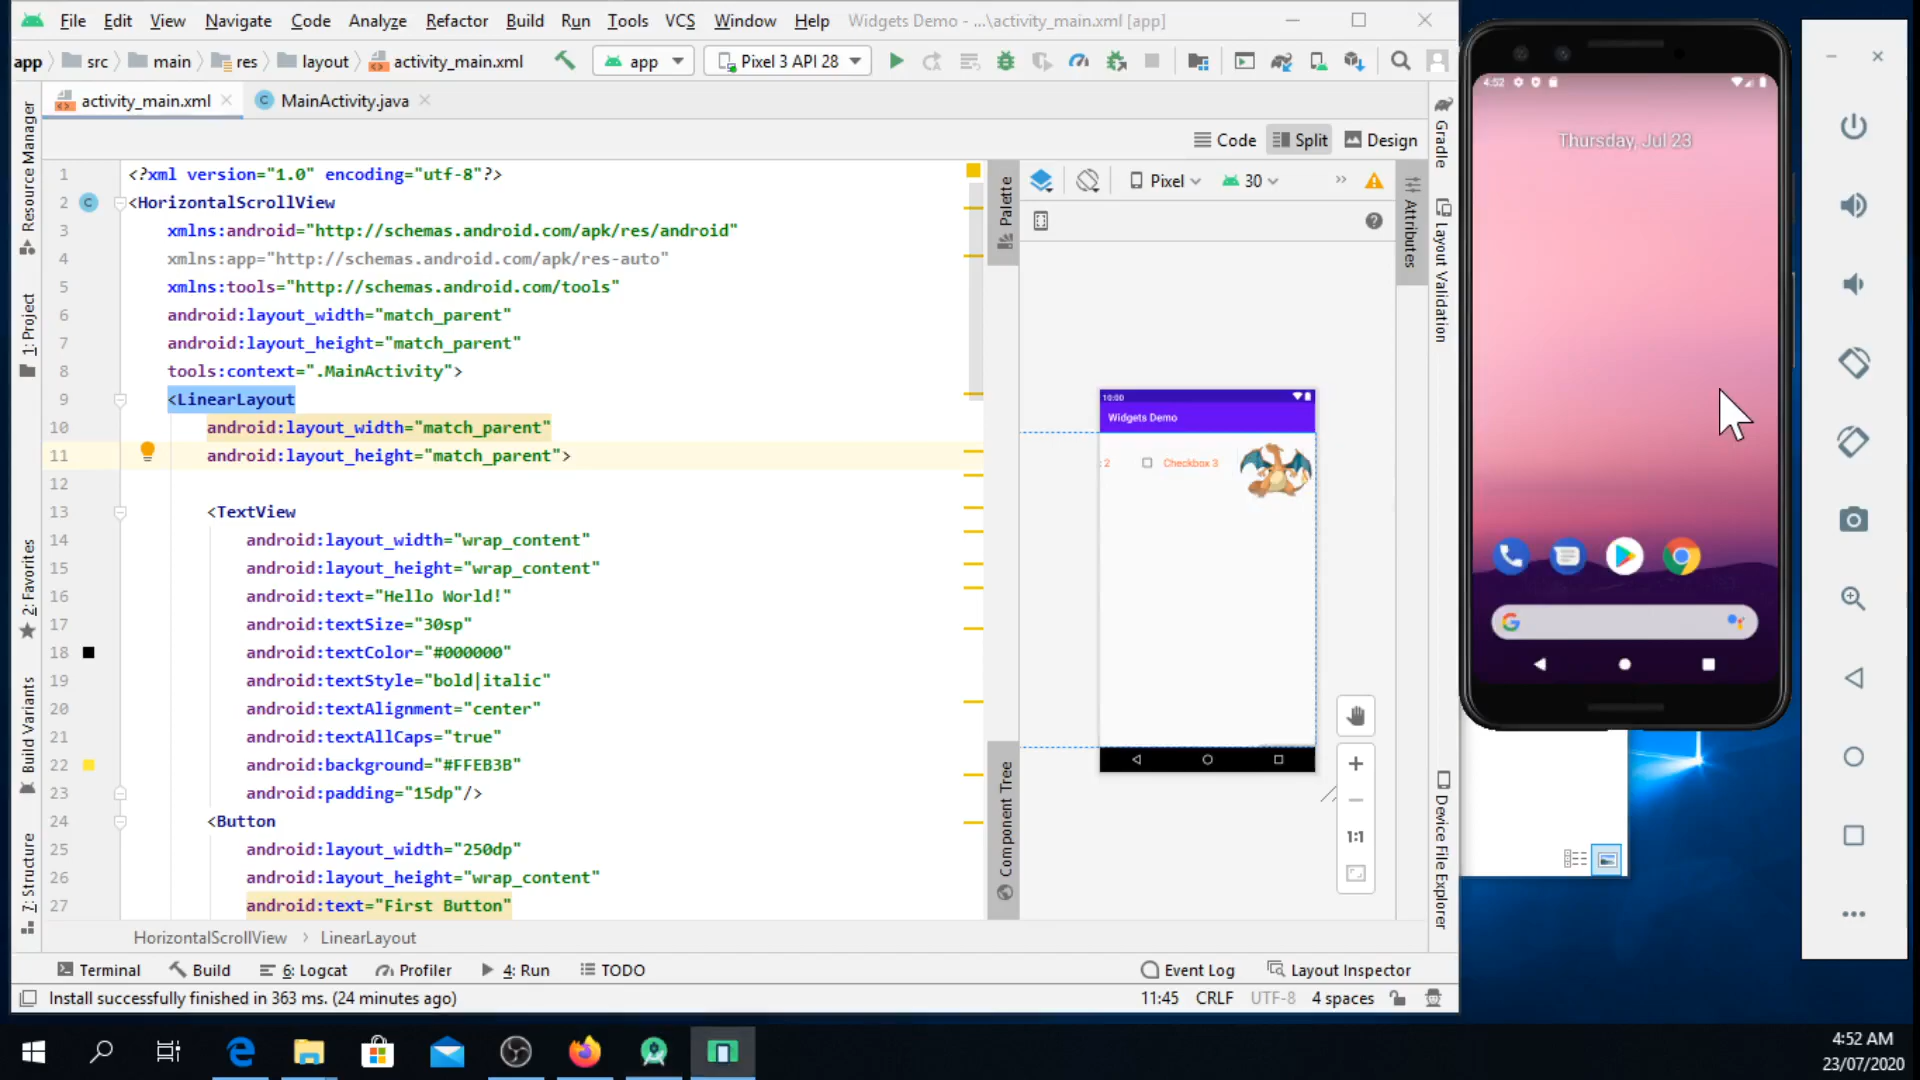 File Edit View Navigate Code Analyze Refactor Build Run Tools VCS Window Help Widgets Demo - ...\activity_main.xml [app]
app src main res layout activity_main.xml app Pixel 3 API 28
activity_main.xml MainActivity.java
Code Split Design
1 <?xml version="1.0" encoding="utf-8"?>
2 <HorizontalScrollView
3 xmlns:android="http://schemas.android.com/apk/res/android"
4 xmlns:app="http://schemas.android.com/apk/res-auto"
5 xmlns:tools="http://schemas.android.com/tools"
6 android:layout_width="match_parent"
7 android:layout_height="match_parent"
8 tools:context=".MainActivity">
9 <LinearLayout
10 android:layout_width="match_parent"
11 android:layout_height="match_parent">
12
13 <TextView
14 android:layout_width="wrap_content"
15 android:layout_height="wrap_content"
16 android:text="Hello World!"
17 android:textSize="30sp"
18 android:textColor="#000000"
19 android:textStyle="bold|italic"
20 android:textAlignment="center"
21 android:textAllCaps="true"
22 android:background="#FFEB3B"
23 android:padding="15dp"/>
24 <Button
25 android:layout_width="250dp"
26 android:layout_height="wrap_content"
27 android:text="First Button"
Resource Manager
1: Project
2: Favorites
Build Variants
7: Structure
Palette
Component Tree
Pixel 30
10:00
Widgets Demo
: 2 Checkbox 3
1:1
Attributes
Gradle
Layout Validation
Device File Explorer
4:52
Thursday, Jul 23
HorizontalScrollView LinearLayout
Terminal Build 6: Logcat Profiler 4: Run TODO Event Log Layout Inspector
Install successfully finished in 363 ms. (24 minutes ago) 11:45 CRLF UTF-8 4 spaces
4:52 AM
23/07/2020